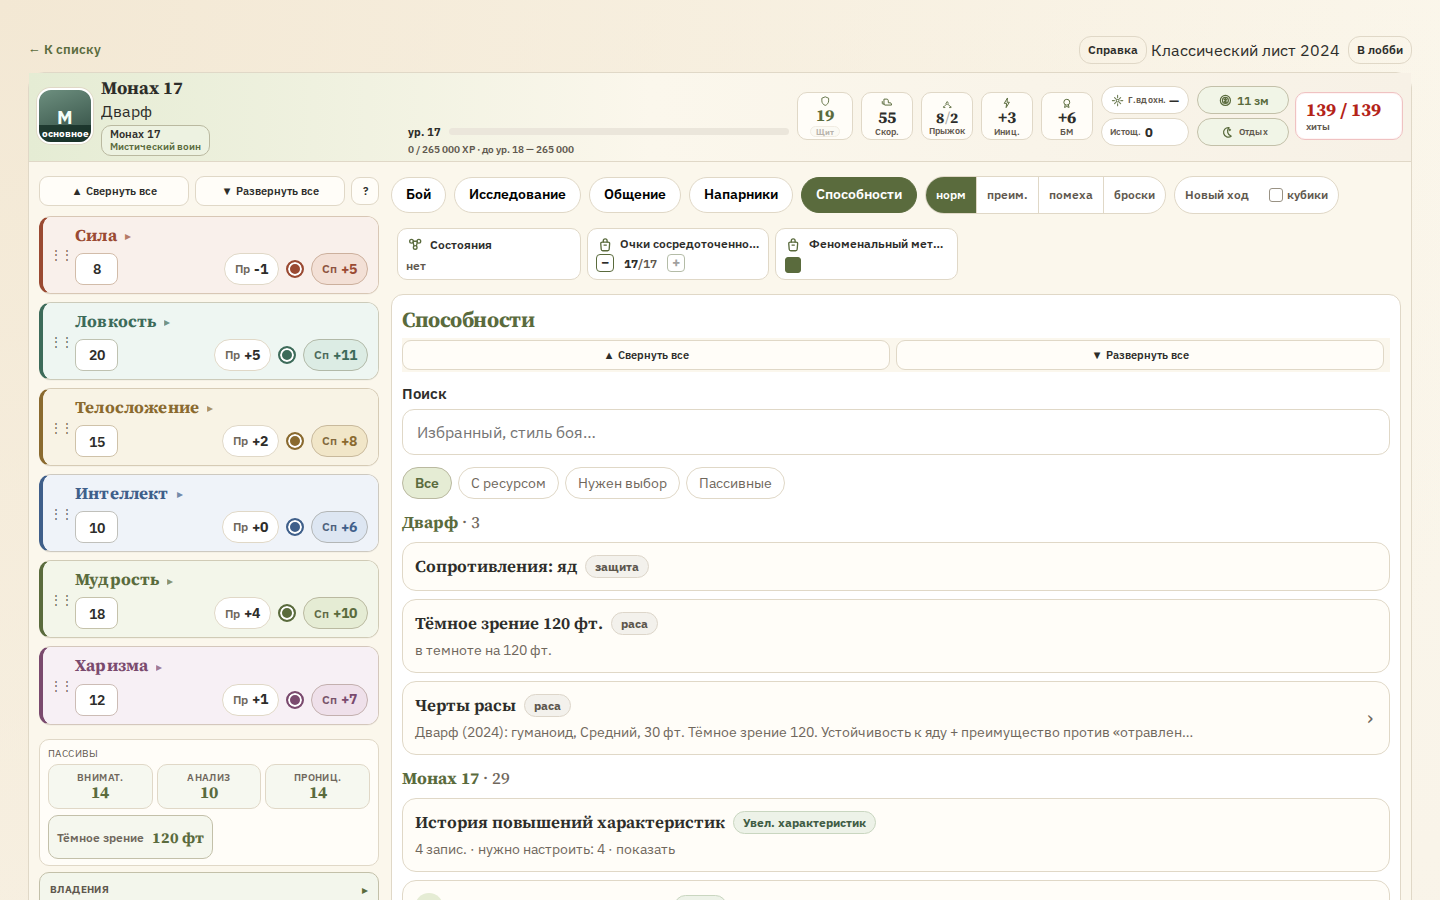 ← К списку
Справка Классический лист 2024 В лобби
М
основное
Монах 17
Дварф
Монах 17
Мистический воин
ур. 17
0 / 265 000 XP · до ур. 18 — 265 000
19
Щит
55
Скор.
8/2
Прыжок
+3
Иниц.
+6
БМ
Г.вдохн. —
Истощ. 0
11 зм
Отдых
139 / 139
хиты
▲ Свернуть все ▼ Развернуть все ?
Сила ▸
8 Пр -1 Сп +5
Ловкость ▸
20 Пр +5 Сп +11
Телосложение ▸
15 Пр +2 Сп +8
Интеллект ▸
10 Пр +0 Сп +6
Мудрость ▸
18 Пр +4 Сп +10
Харизма ▸
12 Пр +1 Сп +7
ПАССИВЫ
ВНИМАТ. АНАЛИЗ ПРОНИЦ.
14 10 14
Тёмное зрение 120 фт
ВЛАДЕНИЯ ▸
Бой Исследование Общение Напарники Способности норм преим. помеха броски Новый ход кубики
Состояния
нет
Очки сосредоточенно...
− 17/17 +
Феноменальный мет...
Способности
▲ Свернуть все ▼ Развернуть все
Поиск
Избранный, стиль боя...
Все С ресурсом Нужен выбор Пассивные
Дварф · 3
Сопротивления: яд защита
Тёмное зрение 120 фт. раса
в темноте на 120 фт.
Черты расы раса
Дварф (2024): гуманоид, Средний, 30 фт. Тёмное зрение 120. Устойчивость к яду + преимущество против «отравлен... ›
Монах 17 · 29
История повышений характеристик Увел. характеристик
4 запис. · нужно настроить: 4 · показать